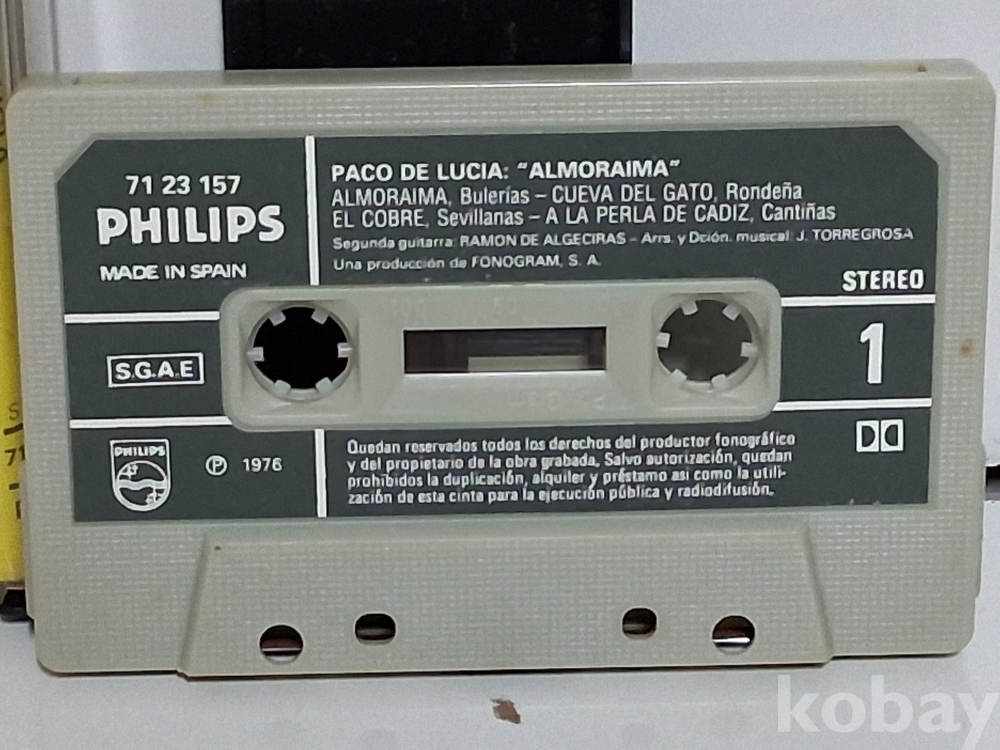 71 23 157
PHILIPS
MADE IN SPAIN
PACO DE LUCIA: "ALMORAIMA"
ALMORAIMA, Bulerías - CUEVA DEL GATO, Rondeña
EL COBRE, Sevillanas - A LA PERLA DE CADIZ, Cantiñas
Segunda guitarra: RAMON DE ALGECIRAS - Arrs. y Dción. musical: J. TORREGROSA
Una producción de FONOGRAM, S. A.
STEREO
S.G.A.E
1
PHILIPS
Ⓟ 1976
Quedan reservados todos los derechos del productor fonográfico
y del propietario de la obra grabada. Salvo autorización, quedan
prohibidos la duplicación, alquiler y préstamo asi como la utili-
zación de esta cinta para la ejecución pública y radiodifusión.
kobay